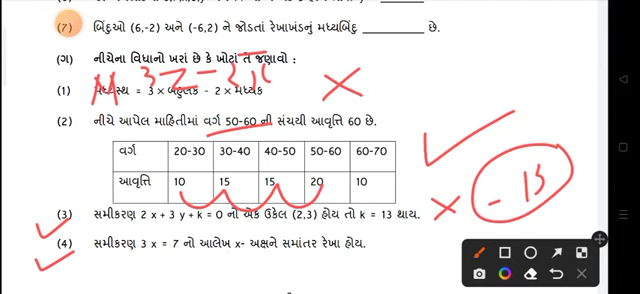 (7) બિંદુઓ (6,-2) અને (-6,2) ને જોડતાં રેખાખંડનું મધ્યબિંદુ ________ છે.
(ગ) નીચેના વિધાનો ખરાં છે કે ખોટાં તે જણાવો :
(1) મધ્યસ્થ = 3 × બહુલક - 2 × મધ્યક
M 3Z - 2x̄
(2) નીચે આપેલ માહિતીમાં વર્ગ 50-60 ની સંચયી આવૃત્તિ 60 છે.
વર્ગ 20-30 30-40 40-50 50-60 60-70
આવૃત્તિ 10 15 15 20 10
(3) સમીકરણ 2 x + 3 y + k = 0 નો એક ઉકેલ (2,3) હોય તો k = 13 થાય.
- 13
(4) સમીકરણ 3 x = 7 નો આલેખ x- અક્ષને સમાંતર રેખા હોય.